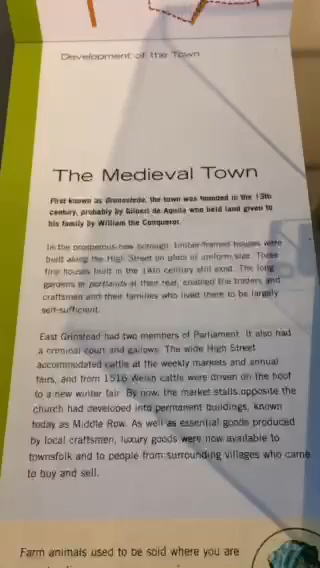 Development of the Town
The Medieval Town
First known as Grenestede, the town was founded in the 13th
century, probably by Gilbert de Aquila who held land given to
his family by William the Conqueror.
In the prosperous new borough, timber-framed houses were
built along the High Street on plots of uniform size. These
fine houses built in the 14th century still exist. The long
gardens or portlands at their rear, enabled the traders and
craftsmen and their families who lived there to be largely
self-sufficient.
East Grinstead had two members of Parliament. It also had
a criminal court and gallows. The wide High Street
accommodated cattle at the weekly markets and annual
fairs, and from 1516 Welsh cattle were driven on the hoof
to a new winter fair. By now, the market stalls opposite the
church had developed into permanent buildings, known
today as Middle Row. As well as essential goods produced
by local craftsmen, luxury goods were now available to
townsfolk and to people from surrounding villages who came
to buy and sell.
Farm animals used to be sold where you are